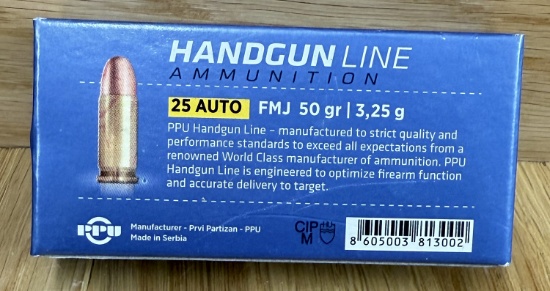 HANDGUN LINE
AMMUNITION
25 AUTO FMJ 50 gr | 3,25 g
PPU Handgun Line – manufactured to strict quality and
performance standards to exceed all expectations from a
renowned World Class manufacturer of ammunition. PPU
Handgun Line is engineered to optimize firearm function
and accurate delivery to target.
PPU
Manufacturer - Prvi Partizan - PPU
Made in Serbia
CIP
M
8 605003 813002